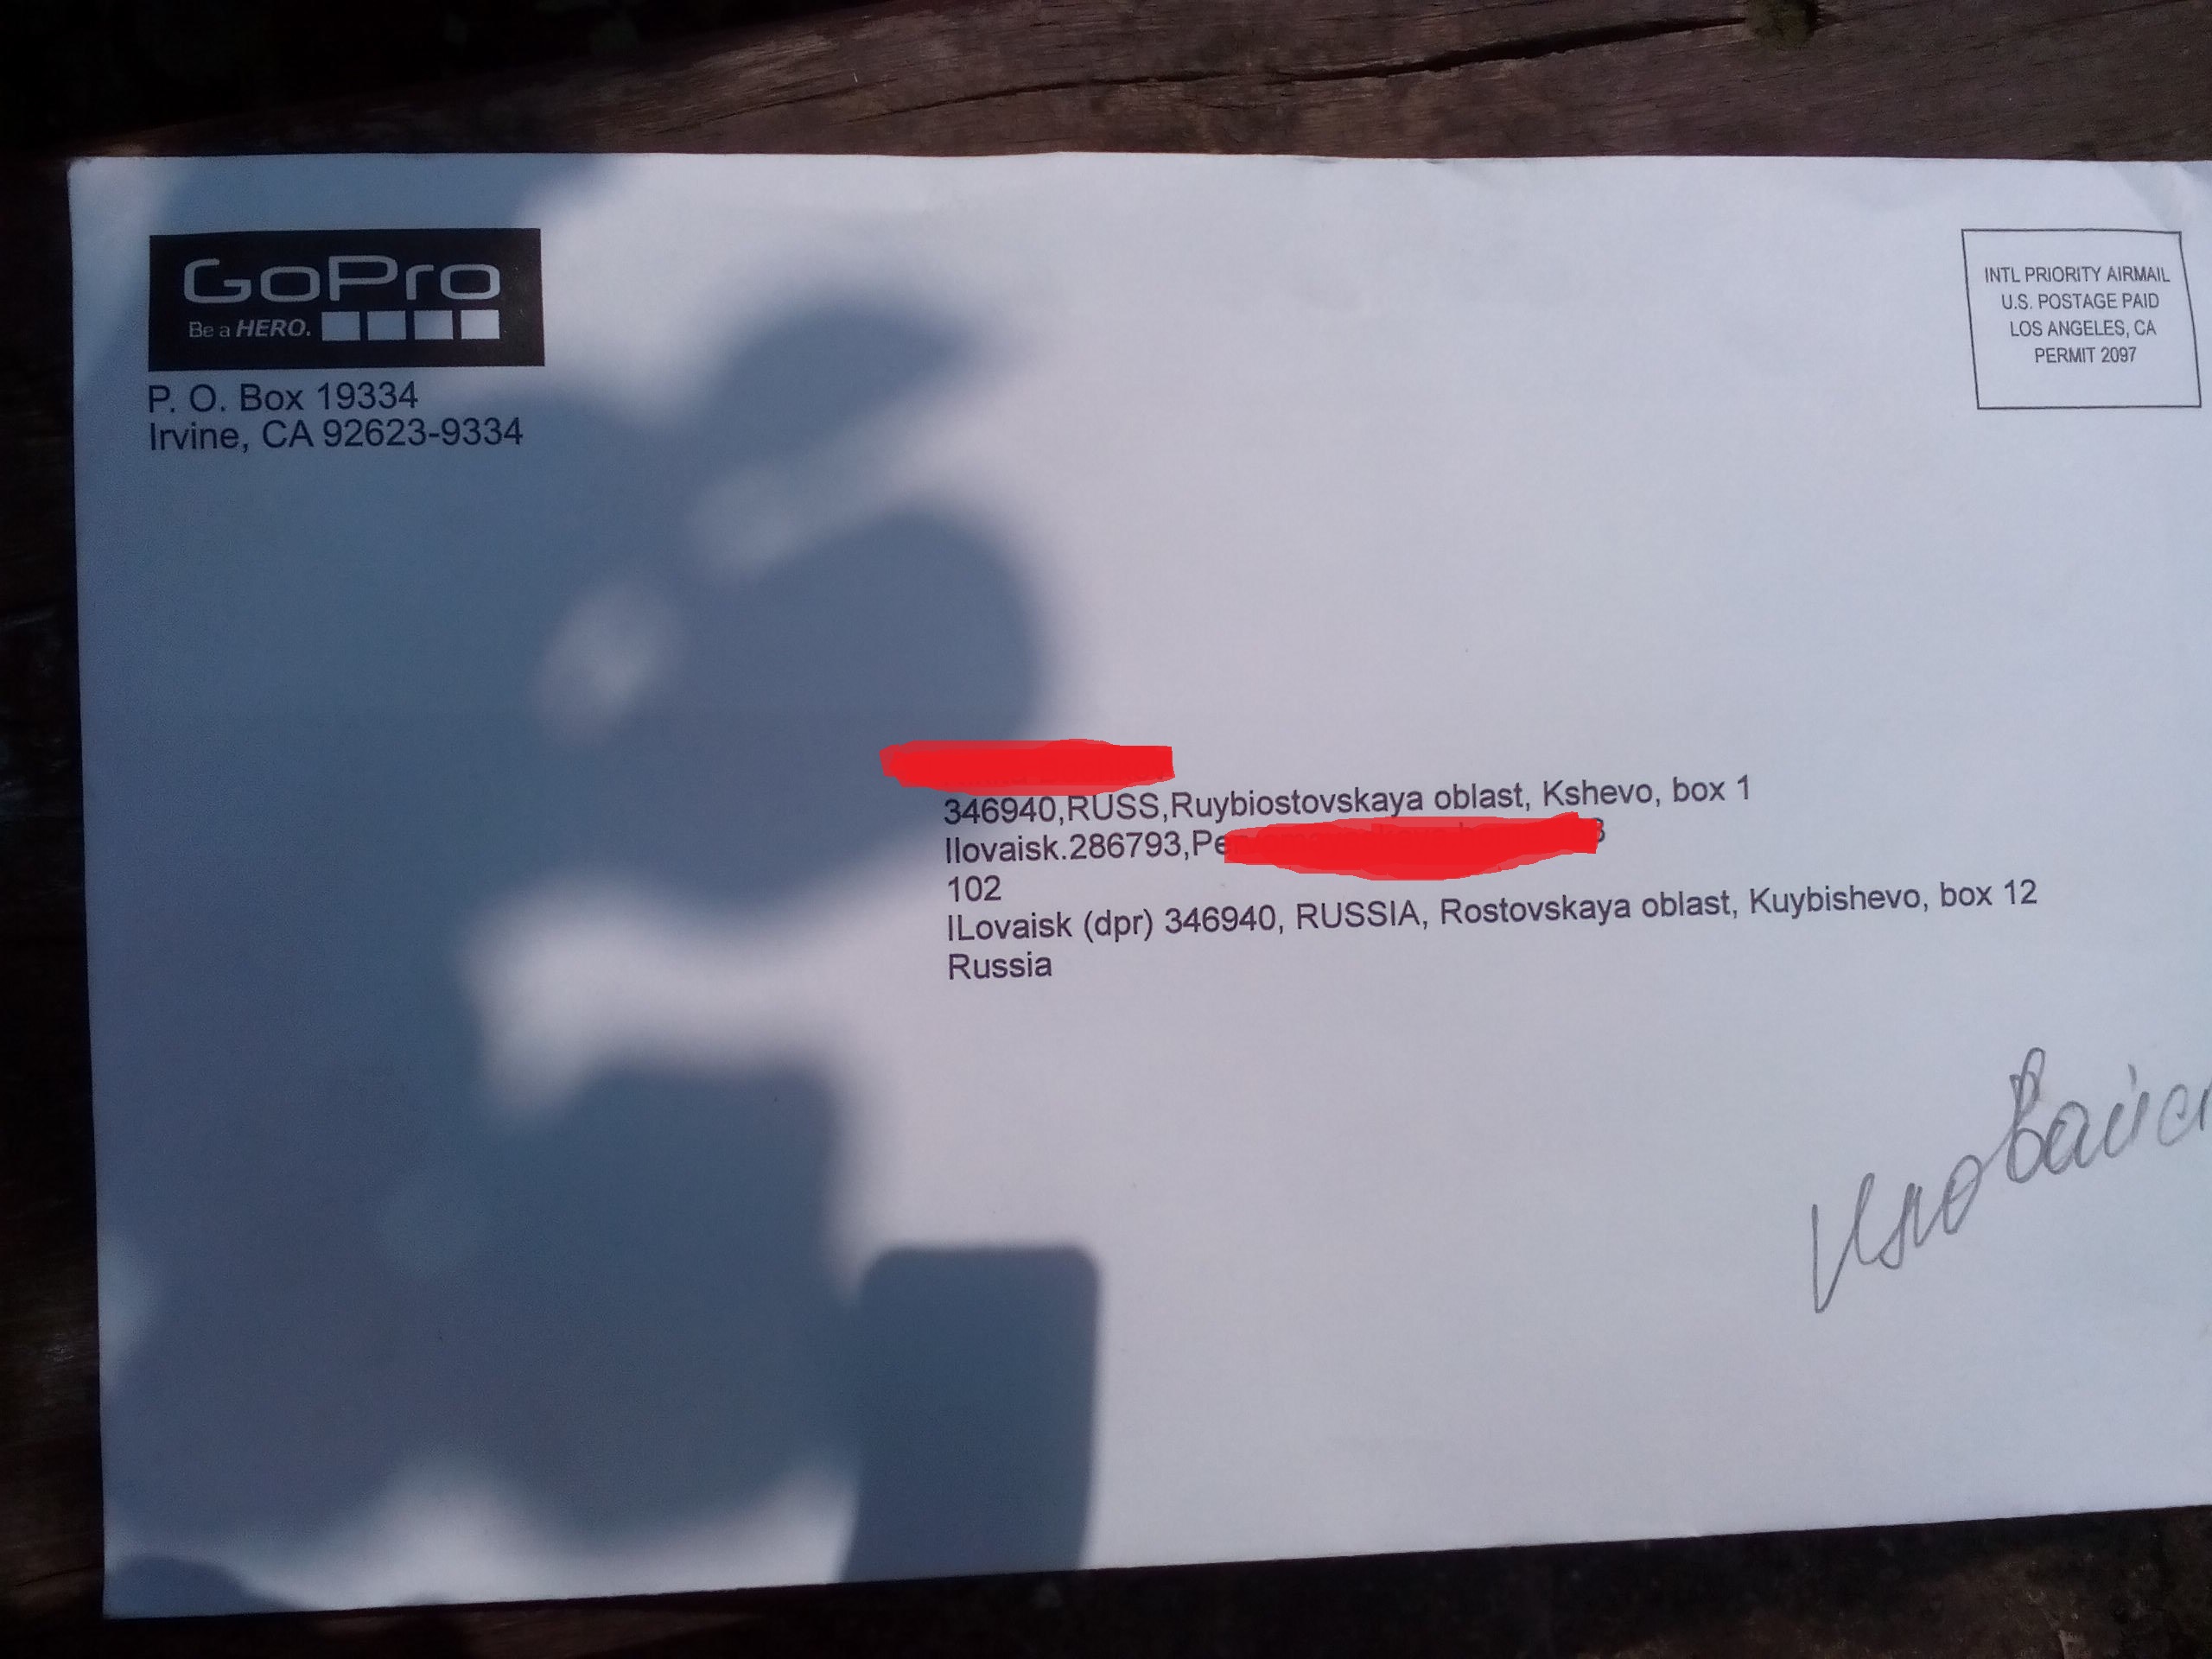 GoPro
Be a HERO.
P. O. Box 19334
Irvine, CA 92623-9334
INTL PRIORITY AIRMAIL
U.S. POSTAGE PAID
LOS ANGELES, CA
PERMIT 2097
346940,RUSS,Ruybiostovskaya oblast, Kshevo, box 1
Ilovaisk.286793,Pe
102
ILovaisk (dpr) 346940, RUSSIA, Rostovskaya oblast, Kuybishevo, box 12
Russia
Иловайс